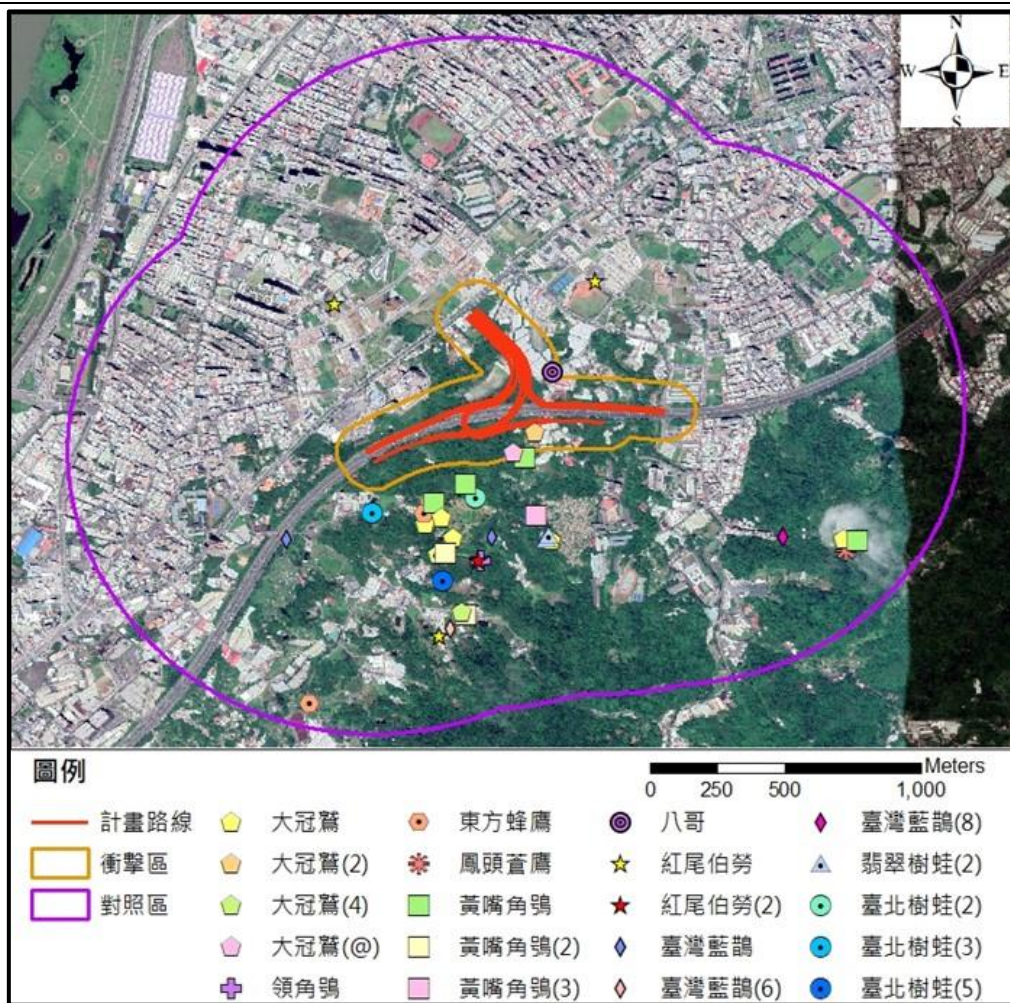 N
W E
S
圖例
Meters
0 250 500 1,000
計畫路線 大冠鷲 東方蜂鷹 八哥 臺灣藍鵲(8)
衝擊區 大冠鷲(2) 鳳頭蒼鷹 紅尾伯勞 翡翠樹蛙(2)
對照區 大冠鷲(4) 黃嘴角鴞 紅尾伯勞(2) 臺北樹蛙(2)
大冠鷲(@) 黃嘴角鴞(2) 臺灣藍鵲 臺北樹蛙(3)
領角鴞 黃嘴角鴞(3) 臺灣藍鵲(6) 臺北樹蛙(5)